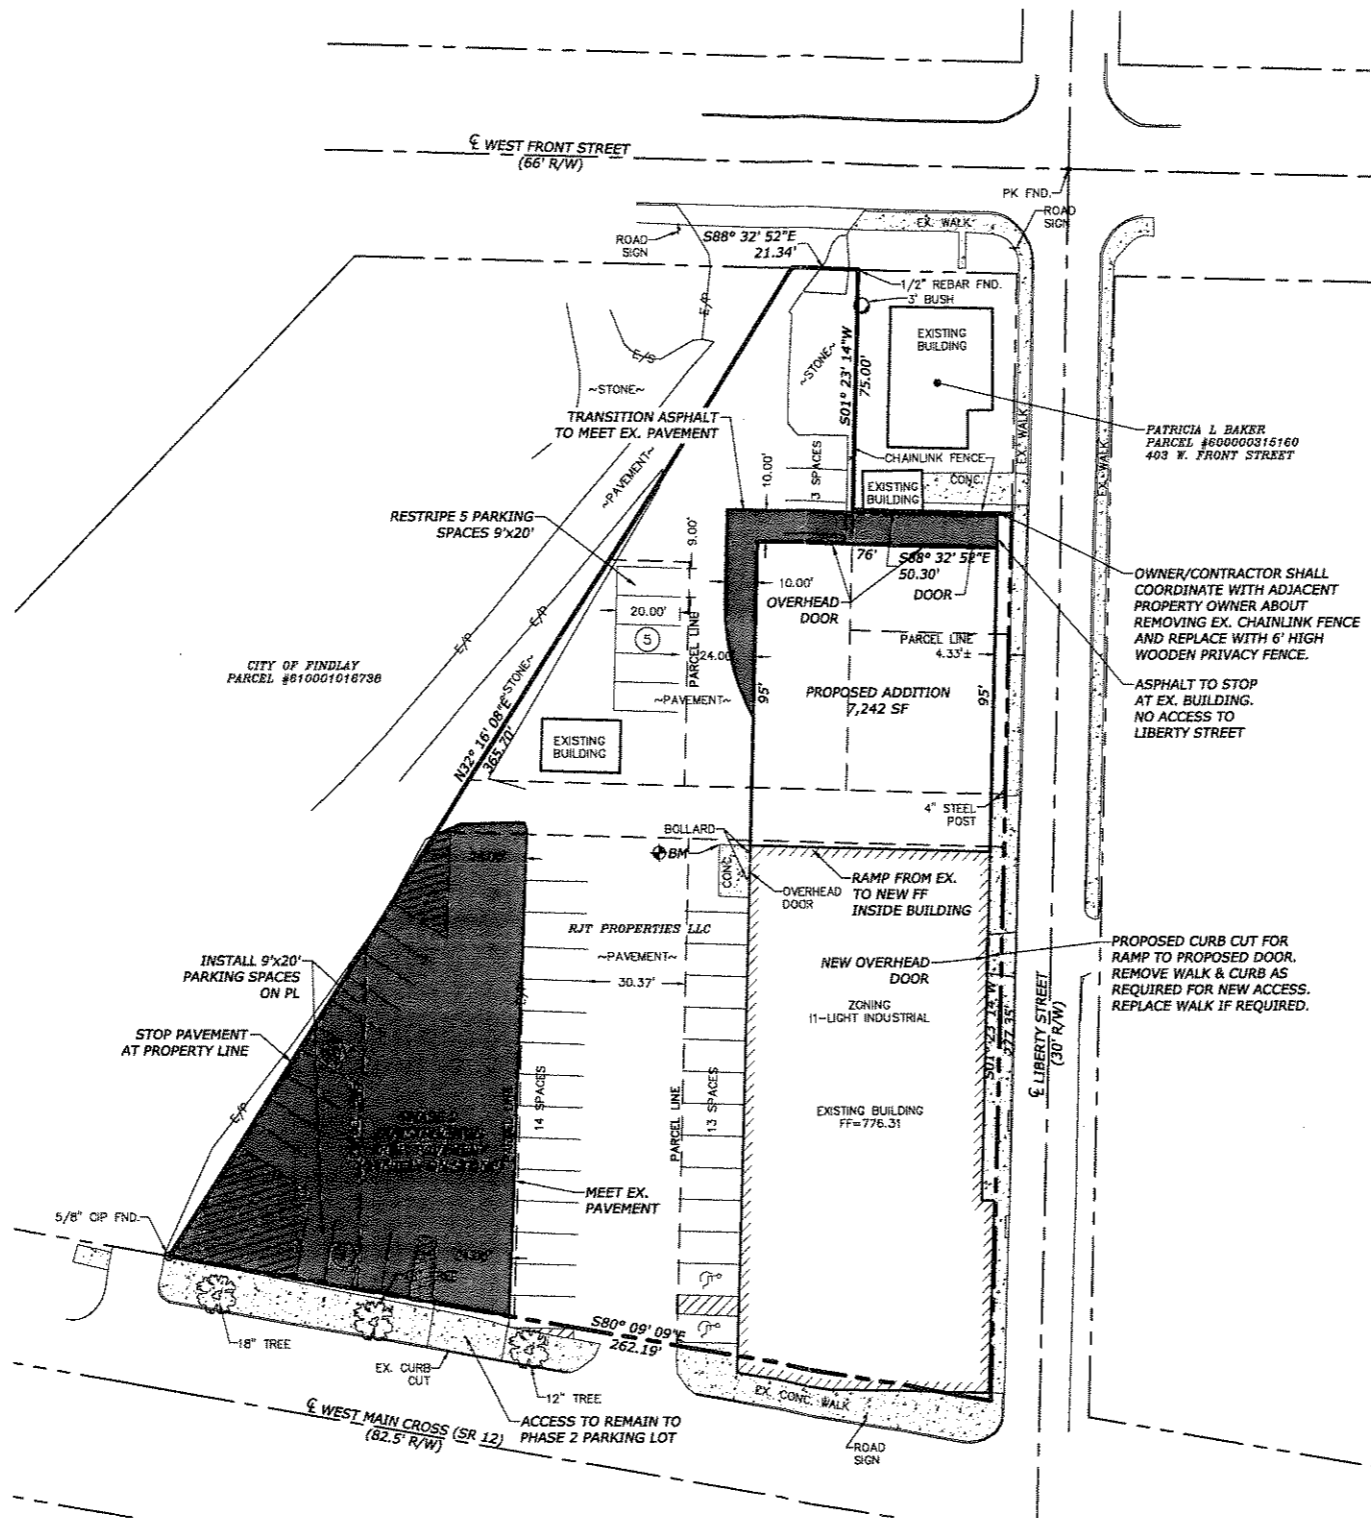 ℄ WEST FRONT STREET
(66' R/W)
PK FND.
ROAD
SIGN
EX. WALK
ROAD
SIGN
S88° 32' 52"E
21.34'
1/2" REBAR FND.
3' BUSH
E/P
EXISTING
BUILDING
E/S
~STONE~
~STONE~
S01° 23' 14"W
75.00'
TRANSITION ASPHALT
TO MEET EX. PAVEMENT
PATRICIA L BAKER
PARCEL #600000315160
403 W. FRONT STREET
EX. WALK
EX. WALK
CHAINLINK FENCE
~PAVEMENT~
10.00'
3 SPACES
CONC.
EXISTING
BUILDING
RESTRIPE 5 PARKING
SPACES 9'x20'
9.00'
76'
S88° 32' 52"E
50.30'
10.00'
OVERHEAD
DOOR
DOOR
OWNER/CONTRACTOR SHALL
COORDINATE WITH ADJACENT
PROPERTY OWNER ABOUT
REMOVING EX. CHAINLINK FENCE
AND REPLACE WITH 6' HIGH
WOODEN PRIVACY FENCE.
20.00'
E/P
E/P
5
PARCEL LINE
24.00
PARCEL LINE
4.33'±
CITY OF FINDLAY
PARCEL #610001016736
~STONE~
~PAVEMENT~
95'
PROPOSED ADDITION
7,242 SF
95'
ASPHALT TO STOP
AT EX. BUILDING.
NO ACCESS TO
LIBERTY STREET
N32° 16' 08"E
365.70'
EXISTING
BUILDING
4" STEEL
POST
BOLLARD
BM
CONC.
OVERHEAD
DOOR
RAMP FROM EX.
TO NEW FF
INSIDE BUILDING
RJT PROPERTIES LLC
~PAVEMENT~
30.37'
INSTALL 9'x20'
PARKING SPACES
ON PL
NEW OVERHEAD
DOOR
PROPOSED CURB CUT FOR
RAMP TO PROPOSED DOOR.
REMOVE WALK & CURB AS
REQUIRED FOR NEW ACCESS.
REPLACE WALK IF REQUIRED.
ZONING
I1-LIGHT INDUSTRIAL
S01° 23' 14"W
377.35'
℄ LIBERTY STREET
(30' R/W)
STOP PAVEMENT
AT PROPERTY LINE
E/P
14 SPACES
PARCEL LINE
13 SPACES
EXISTING BUILDING
FF=776.31
MEET EX.
PAVEMENT
5/8" CIP FND.
24.00'
S80° 09' 09"E
262.19'
18" TREE
EX. CURB
CUT
12" TREE
EX. CONC. WALK
℄ WEST MAIN CROSS (SR 12)
(82.5' R/W)
ACCESS TO REMAIN TO
PHASE 2 PARKING LOT
ROAD
SIGN